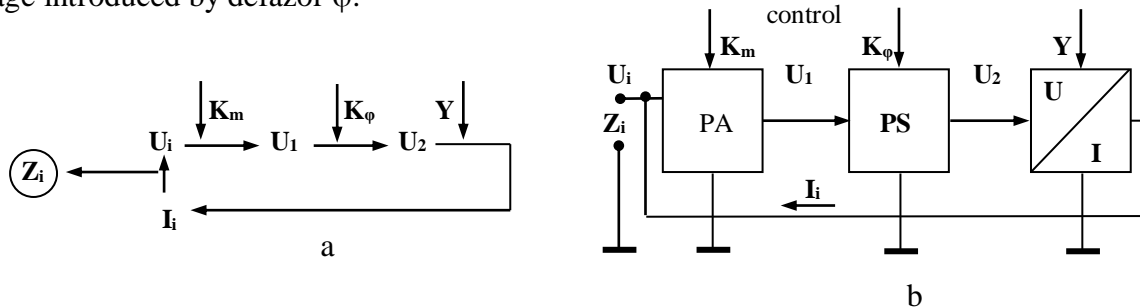 age introduced by defazor φ.
control
Km Kφ Y
Ui U1 U2
Zi
Ii
a
Km Kφ Y
Ui U1 U2 U
Zi PA PS
I
Ii
b